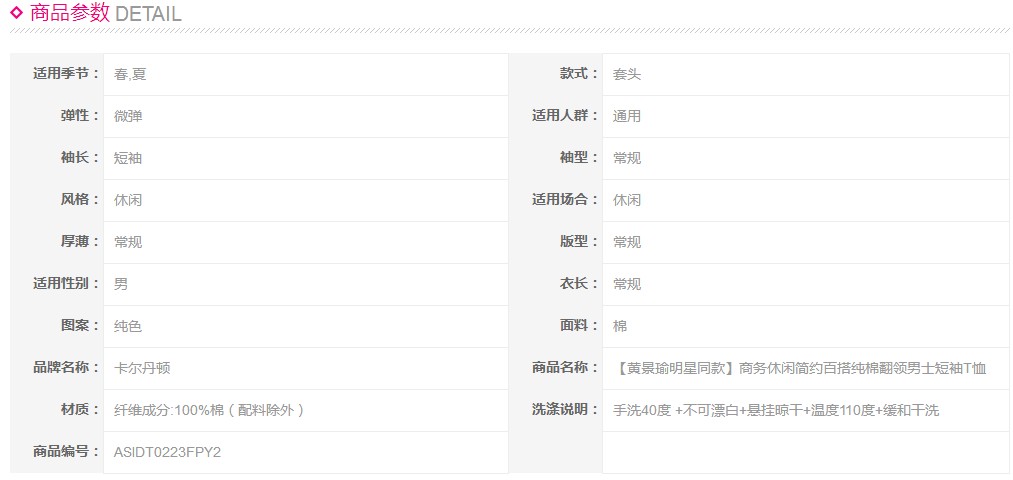 商品参数 DETAIL
适用季节： 春,夏 款式： 套头
弹性： 微弹 适用人群： 通用
袖长： 短袖 袖型： 常规
风格： 休闲 适用场合： 休闲
厚薄： 常规 版型： 常规
适用性别： 男 衣长： 常规
图案： 纯色 面料： 棉
品牌名称： 卡尔丹顿 商品名称： 【黄景瑜明星同款】商务休闲简约百搭纯棉翻领男士短袖T恤
材质： 纤维成分:100%棉（配料除外） 洗涤说明： 手洗40度 +不可漂白+悬挂晾干+温度110度+缓和干洗
商品编号： ASIDT0223FPY2